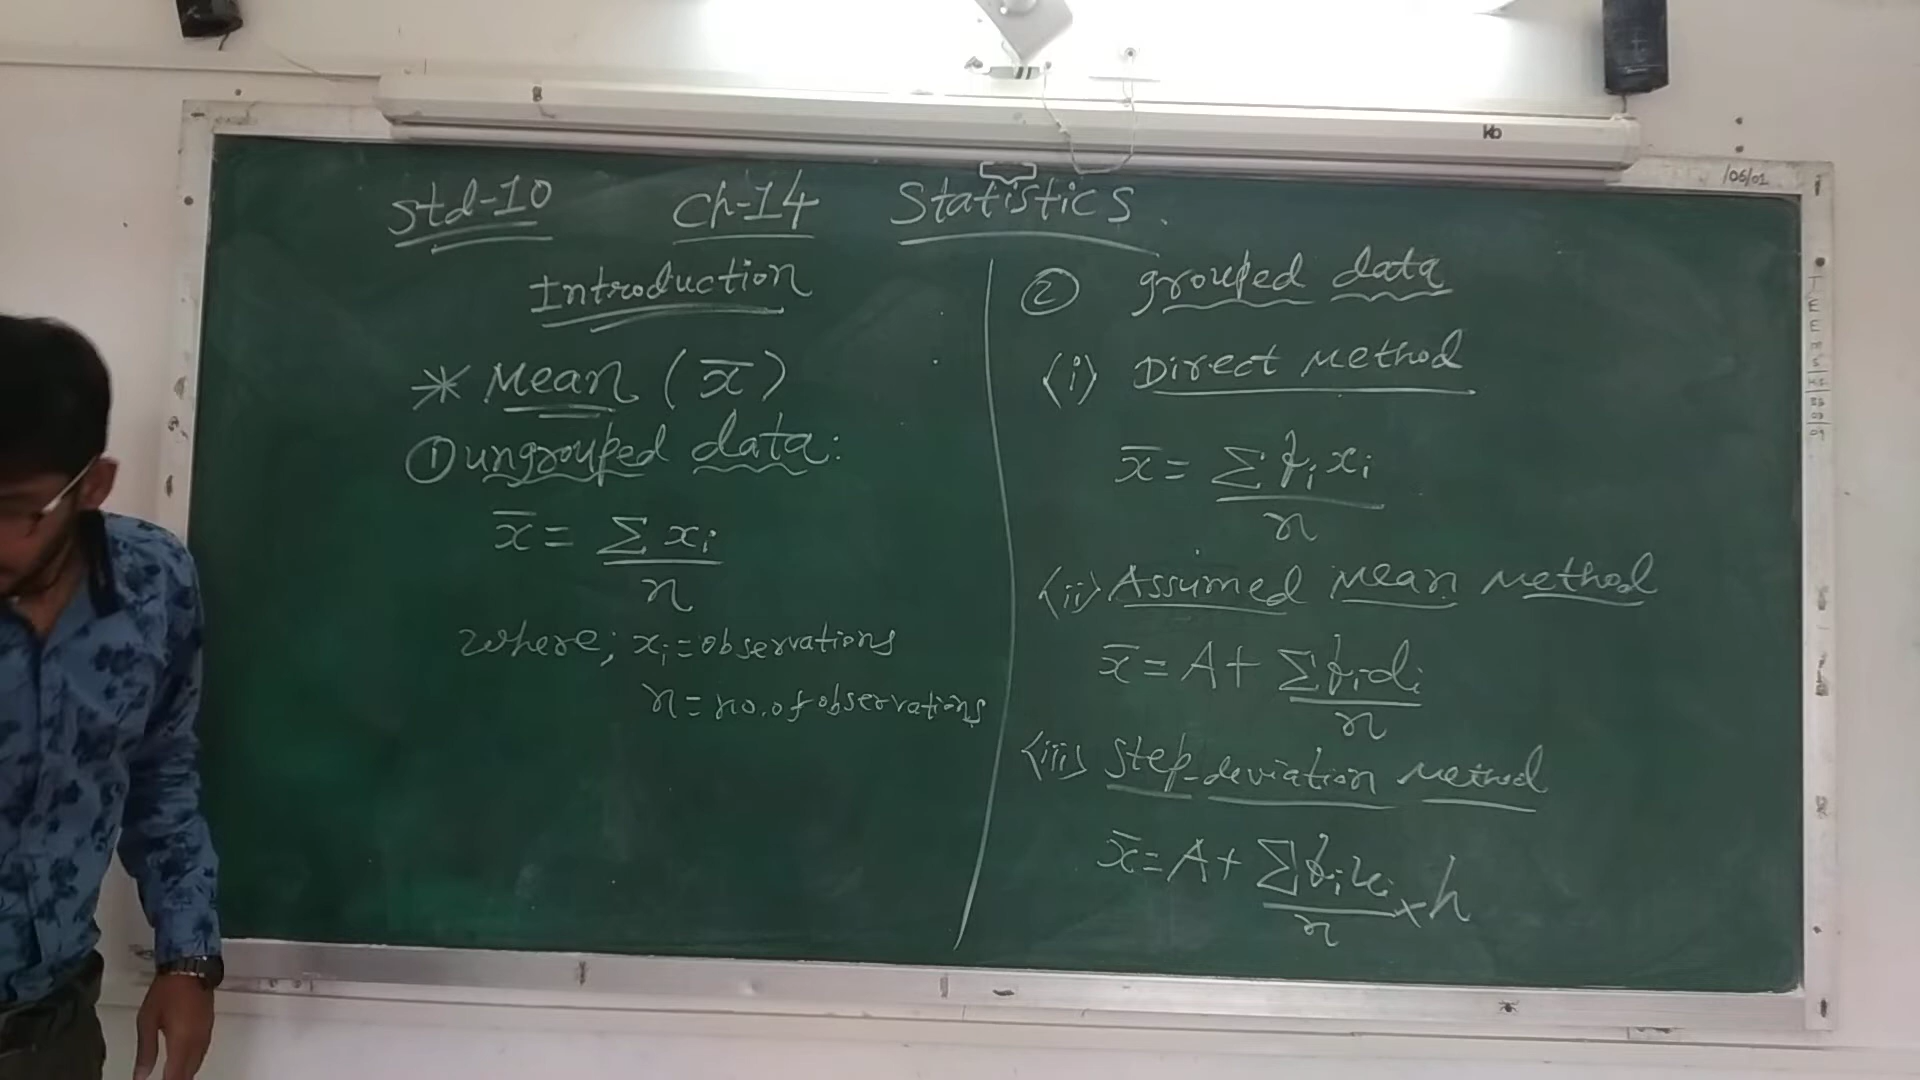 std-10 Ch-14 Statistics
Introduction
* Mean (x̄)
① ungrouped data:
x̄ = Σxi / n
where; xi = observations
n = no. of observations
② grouped data
(i) Direct Method
x̄ = Σfixi / n
(ii) Assumed Mean Method
x̄ = A + Σfidi / n
(iii) Step-deviation Method
x̄ = A + Σfiui / n × h